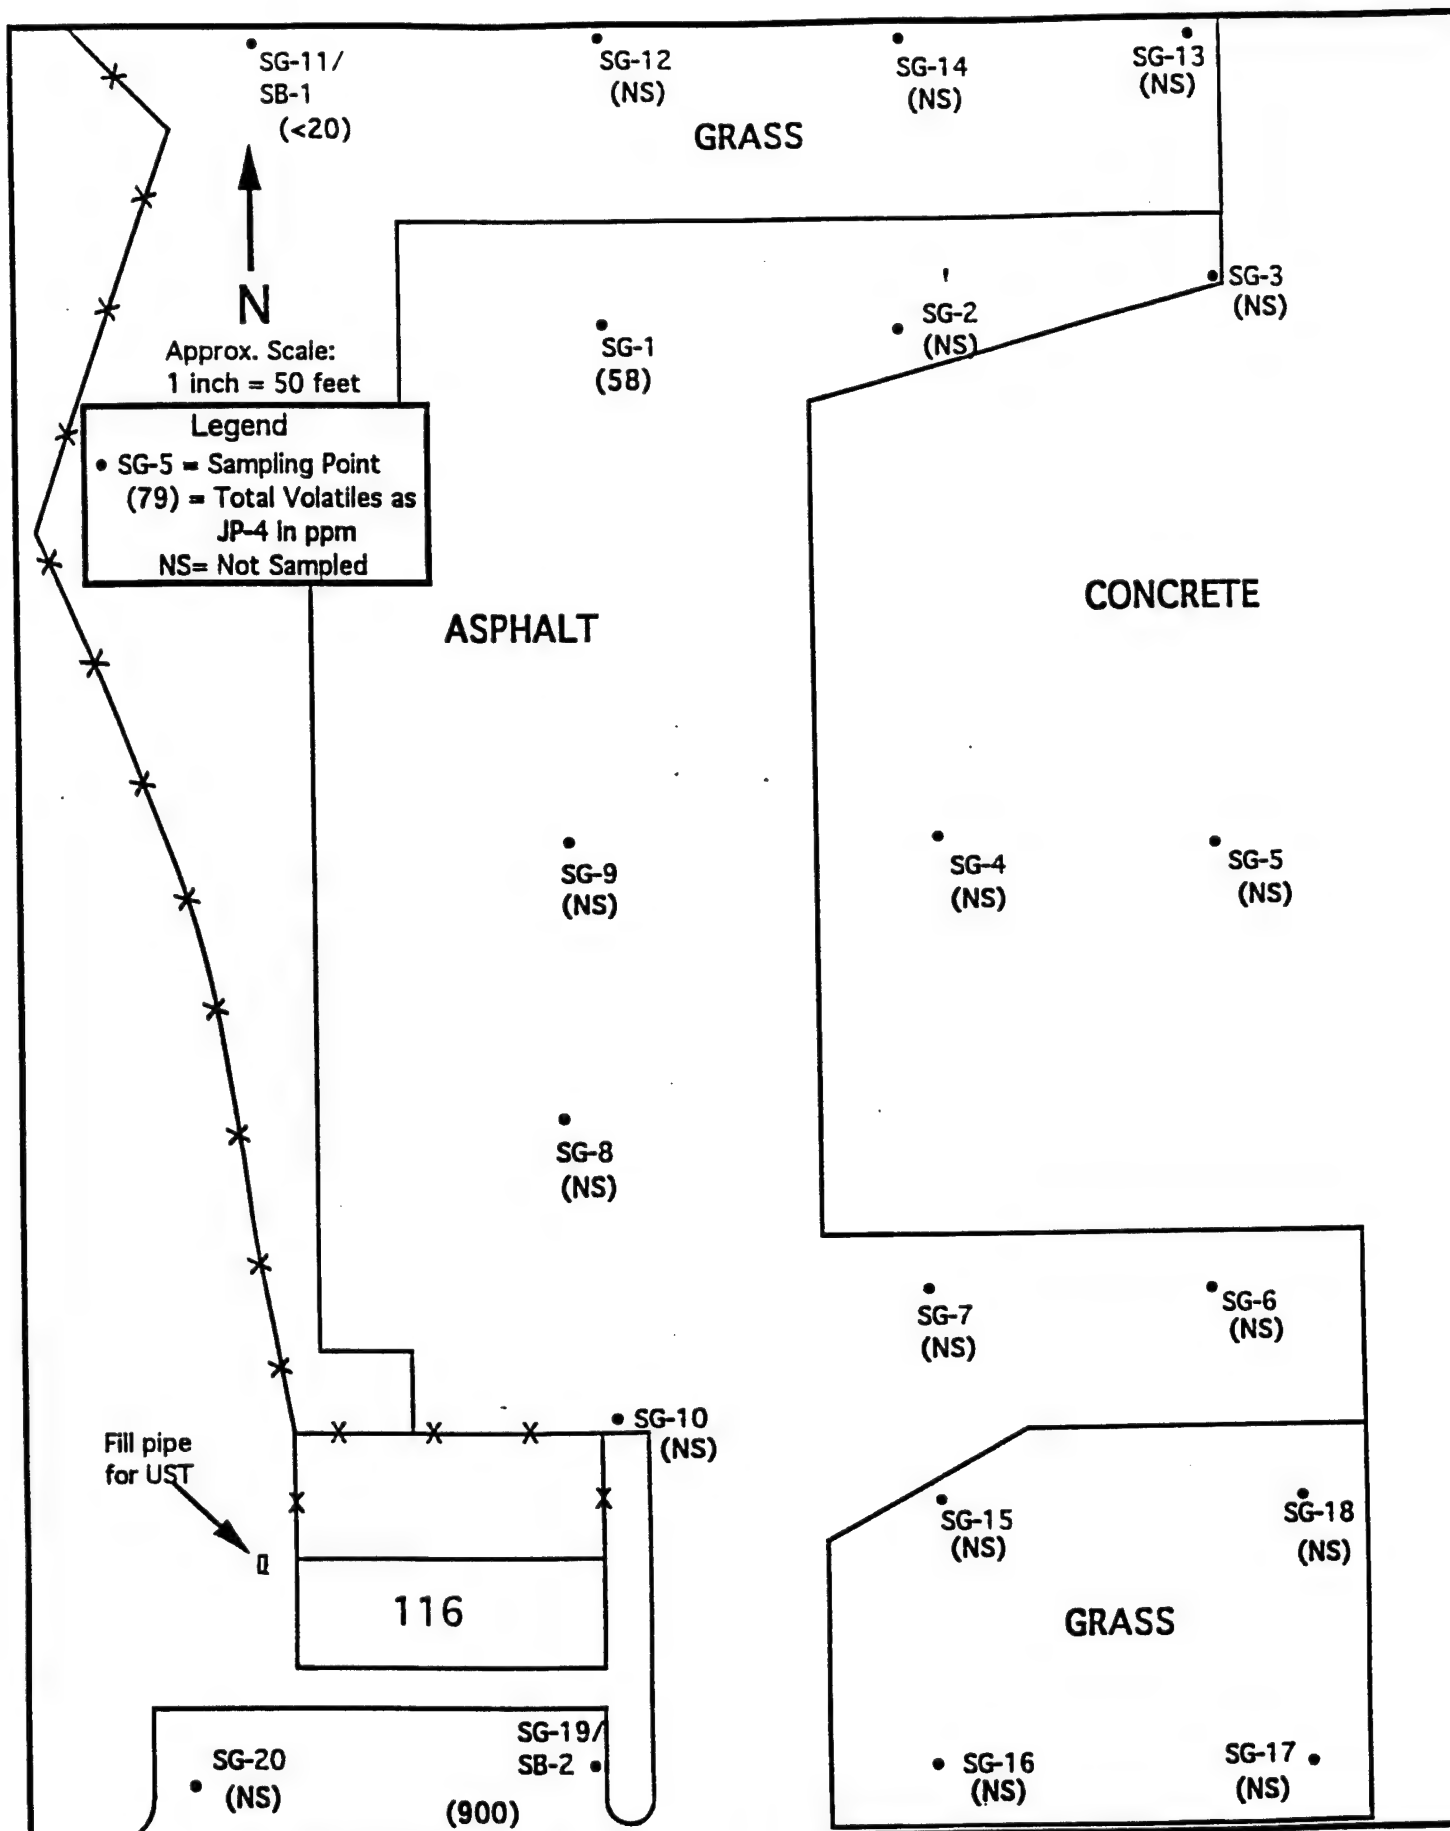 SG-11/
SB-1
(<20)
SG-12
(NS)
SG-14
(NS)
SG-13
(NS)
GRASS
N
Approx. Scale:
1 inch = 50 feet
SG-1
(58)
SG-2
(NS)
SG-3
(NS)
Legend
• SG-5 = Sampling Point
(79) = Total Volatiles as
JP-4 in ppm
NS= Not Sampled
ASPHALT
CONCRETE
SG-9
(NS)
SG-4
(NS)
SG-5
(NS)
SG-8
(NS)
SG-7
(NS)
SG-6
(NS)
SG-10
(NS)
Fill pipe
for UST
SG-15
(NS)
SG-18
(NS)
116
GRASS
SG-19/
SB-2
(900)
SG-20
(NS)
SG-16
(NS)
SG-17
(NS)